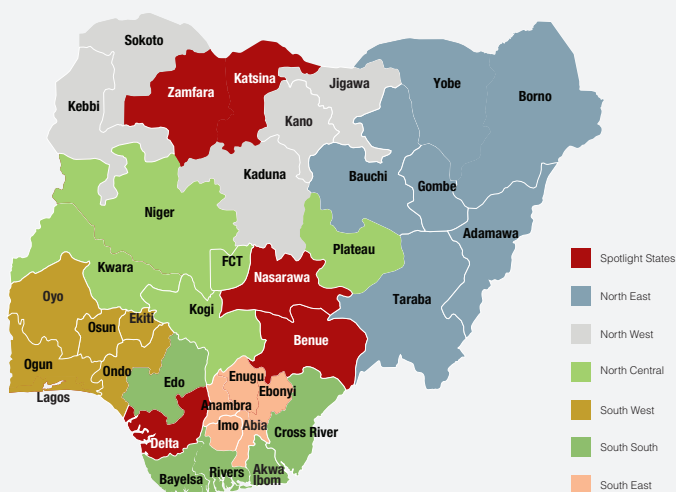 Sokoto
Katsina
Zamfara
Jigawa
Yobe
Borno
Kebbi
Kano
Kaduna
Bauchi
Gombe
Niger
Adamawa
Plateau
FCT
Nasarawa
Kwara
Taraba
Oyo
Kogi
Osun
Ekiti
Benue
Ogun
Ondo
Edo
Enugu
Ebonyi
Lagos
Anambra
Imo
Abia
Cross River
Delta
Bayelsa
Rivers
Akwa
Ibom
Spotlight States
North East
North West
North Central
South West
South South
South East